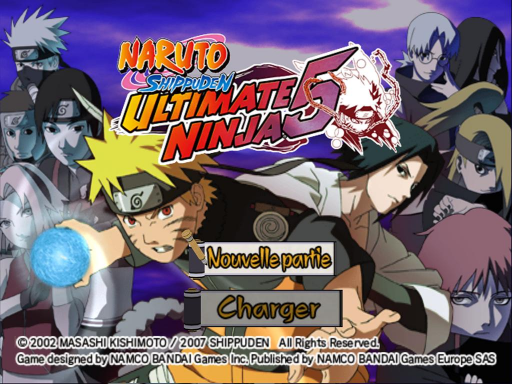 NARUTO
SHIPPUDEN
ULTIMATE
NINJA 5
Nouvelle partie
Charger
© 2002 MASASHI KISHIMOTO / 2007 SHIPPUDEN All Rights Reserved.
Game designed by NAMCO BANDAI Games Inc. Published by NAMCO BANDAI Games Europe SAS